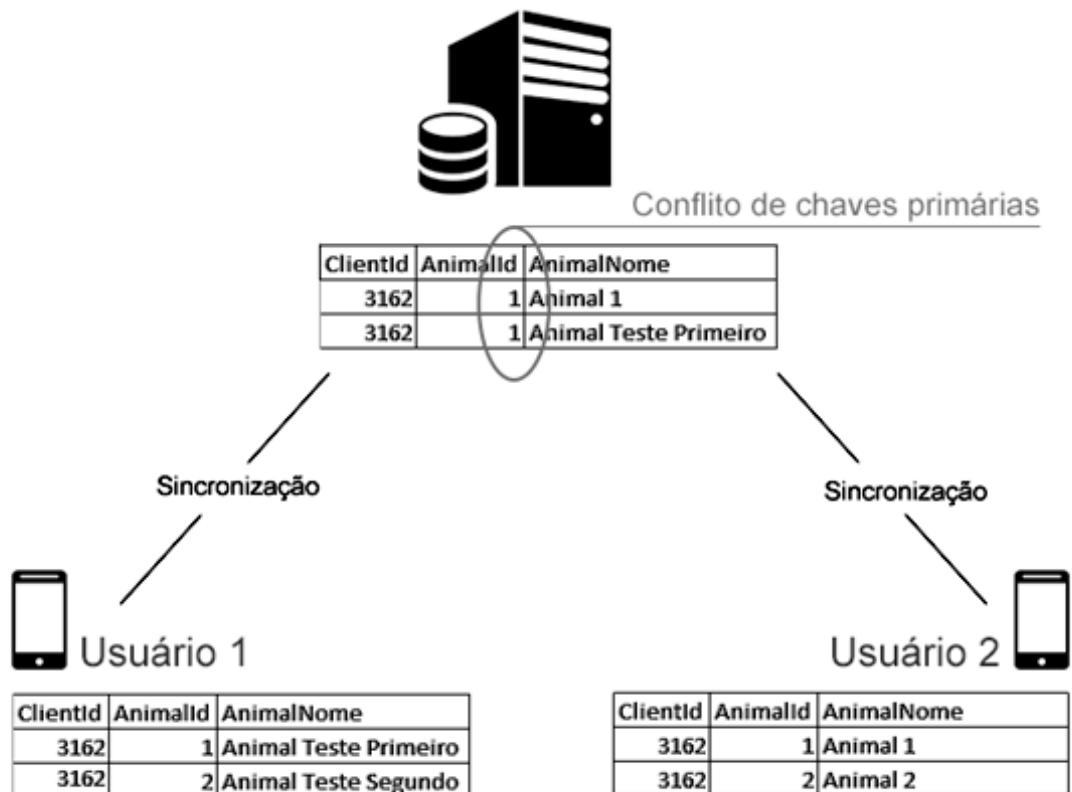 Conflito de chaves primárias
ClientId AnimalId AnimalNome
3162 1 Animal 1
3162 1 Animal Teste Primeiro
Sincronização
Sincronização
Usuário 1
Usuário 2
ClientId AnimalId AnimalNome
3162 1 Animal Teste Primeiro
3162 2 Animal Teste Segundo
ClientId AnimalId AnimalNome
3162 1 Animal 1
3162 2 Animal 2